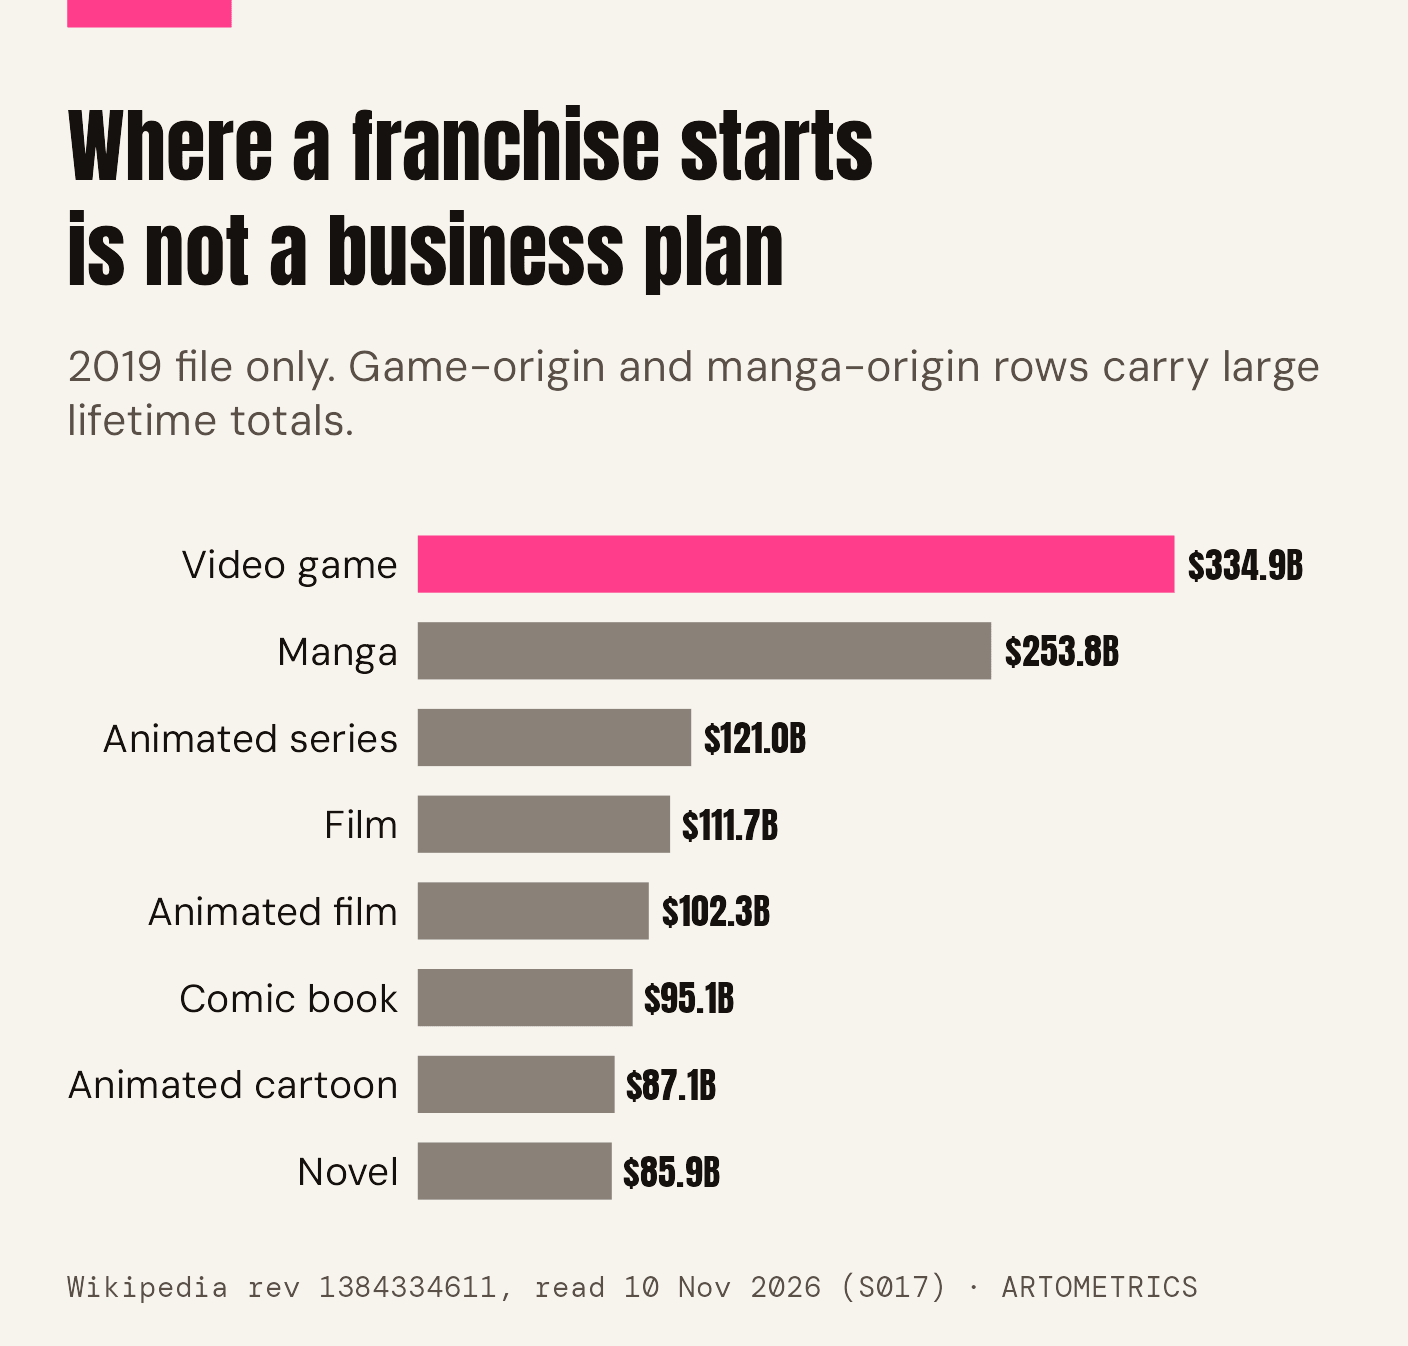 Where a franchise starts
is not a business plan
2019 file only. Game-origin and manga-origin rows carry large
lifetime totals.
Video game $334.9B
Manga $253.8B
Animated series $121.0B
Film $111.7B
Animated film $102.3B
Comic book $95.1B
Animated cartoon $87.1B
Novel $85.9B
Wikipedia rev 1384334611, read 10 Nov 2026 (S017) · ARTOMETRICS